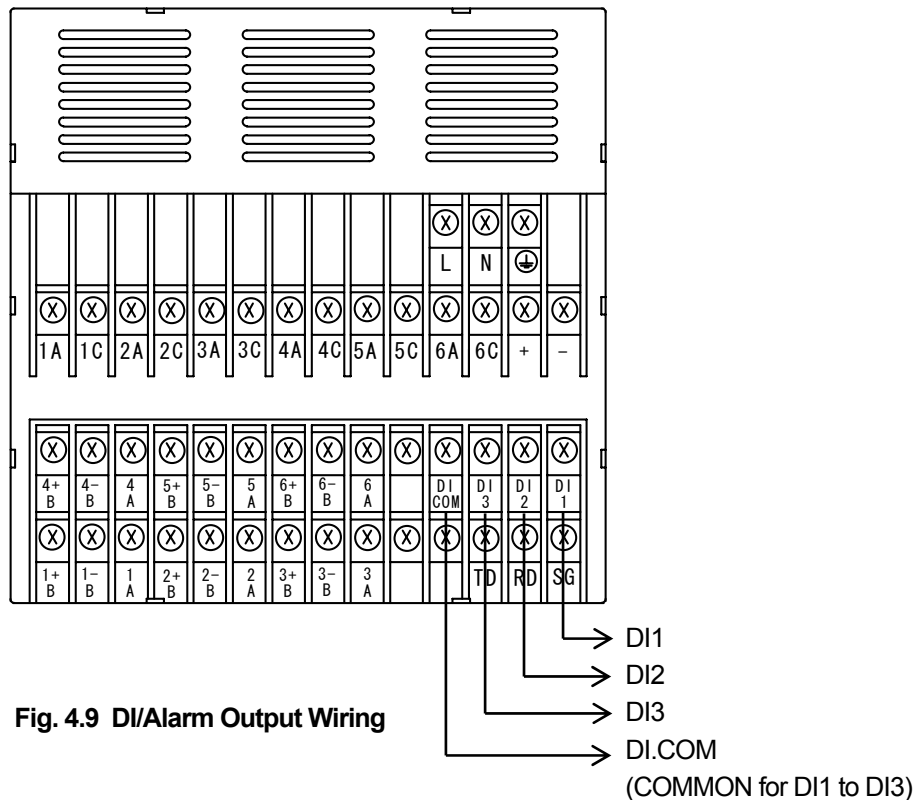 L N
1A 1C 2A 2C 3A 3C 4A 4C 5A 5C 6A 6C + -
4+ 4- 4 5+ 5- 5 6+ 6- 6 DI DI DI DI
B B A B B A B B A COM 3 2 1
1+ 1- 1 2+ 2- 2 3+ 3- 3 TD RD SG
B B A B B A B B A
DI1
DI2
DI3
DI.COM
(COMMON for DI1 to DI3)
Fig. 4.9 DI/Alarm Output Wiring